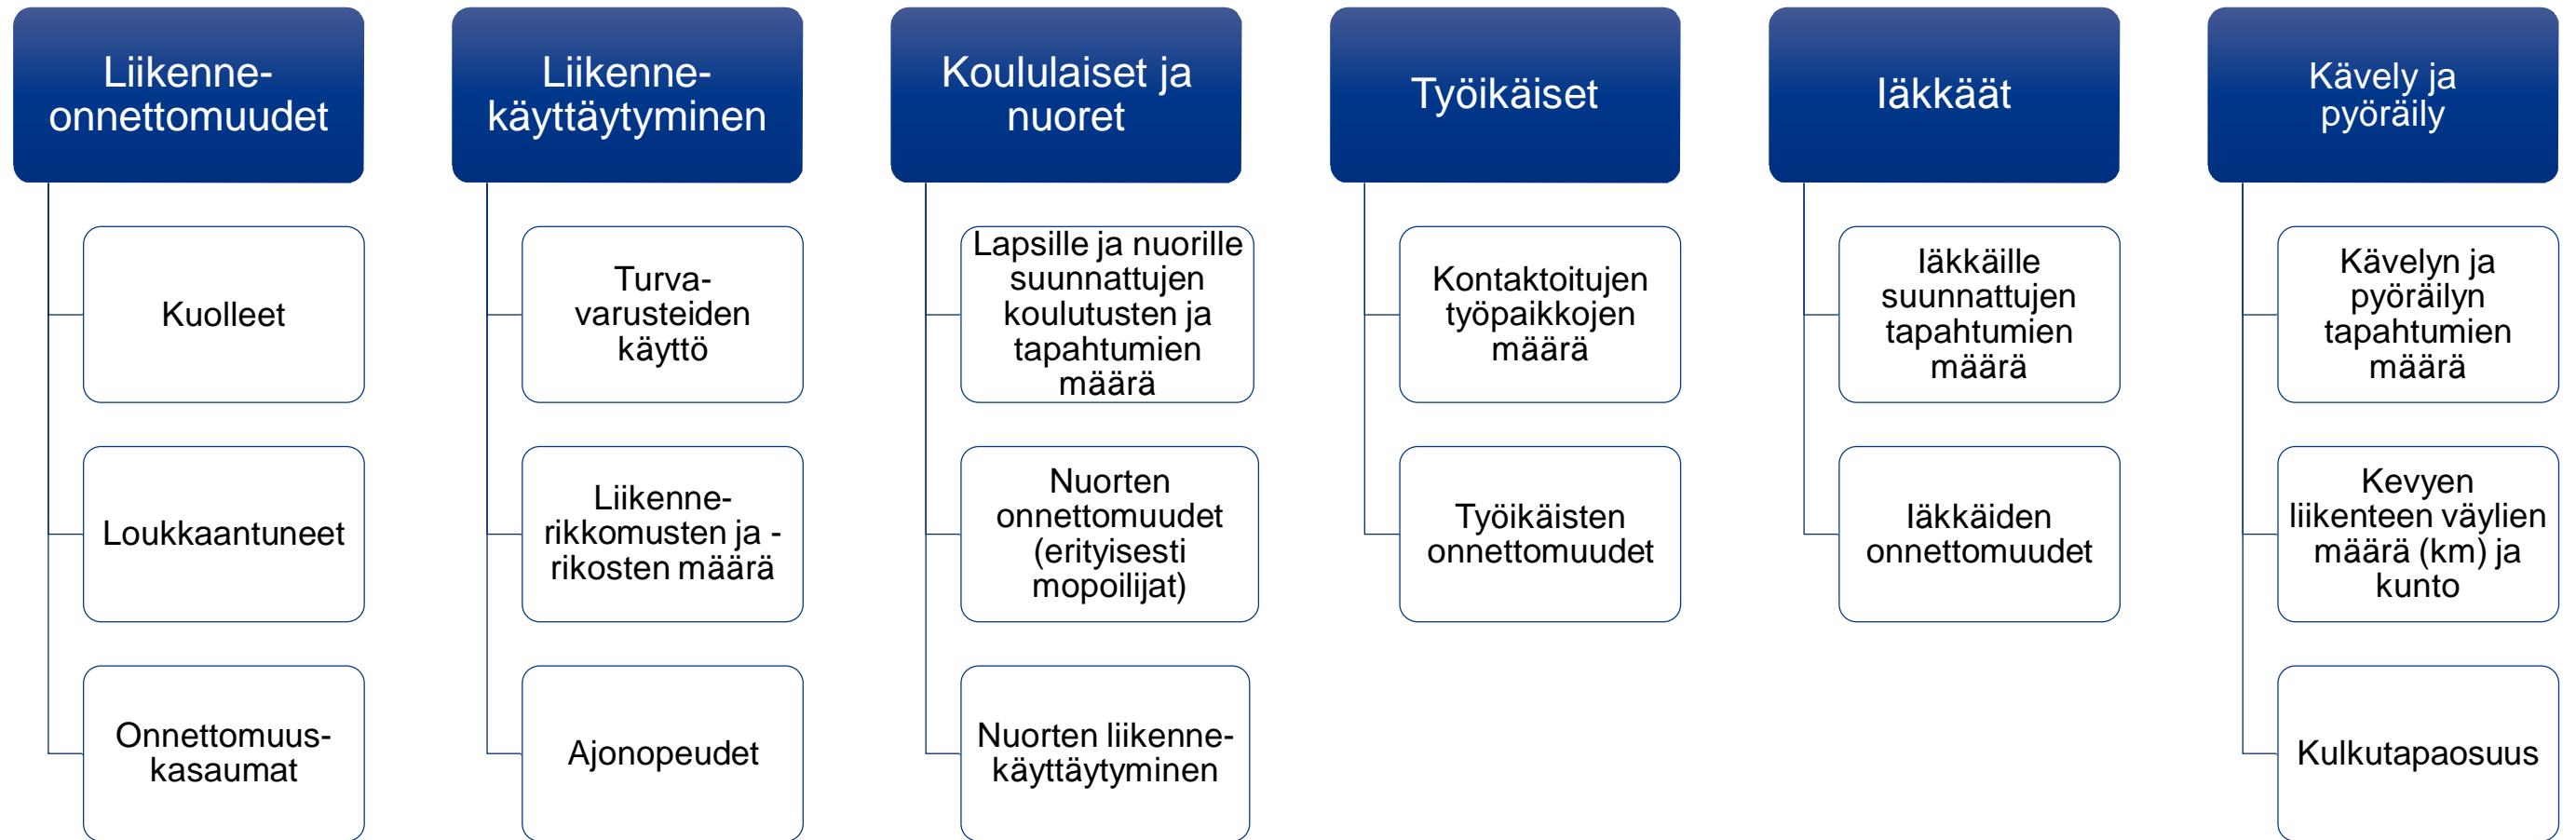 Liikenne-
onnettomuudet
Kuolleet
Loukkaantuneet
Onnettomuus-
kasaumat
Liikenne-
käyttäytyminen
Turva-
varusteiden
käyttö
Liikenne-
rikkomusten ja -
rikosten määrä
Ajonopeudet
Koululaiset ja
nuoret
Lapsille ja nuorille
suunnattujen
koulutusten ja
tapahtumien
määrä
Nuorten
onnettomuudet
(erityisesti
mopoilijat)
Nuorten liikenne-
käyttäytyminen
Työikäiset
Kontaktoitujen
työpaikkojen
määrä
Työikäisten
onnettomuudet
Iäkkäät
Iäkkäille
suunnattujen
tapahtumien
määrä
Iäkkäiden
onnettomuudet
Kävely ja
pyöräily
Kävelyn ja
pyöräilyn
tapahtumien
määrä
Kevyen
liikenteen väylien
määrä (km) ja
kunto
Kulkutapaosuus